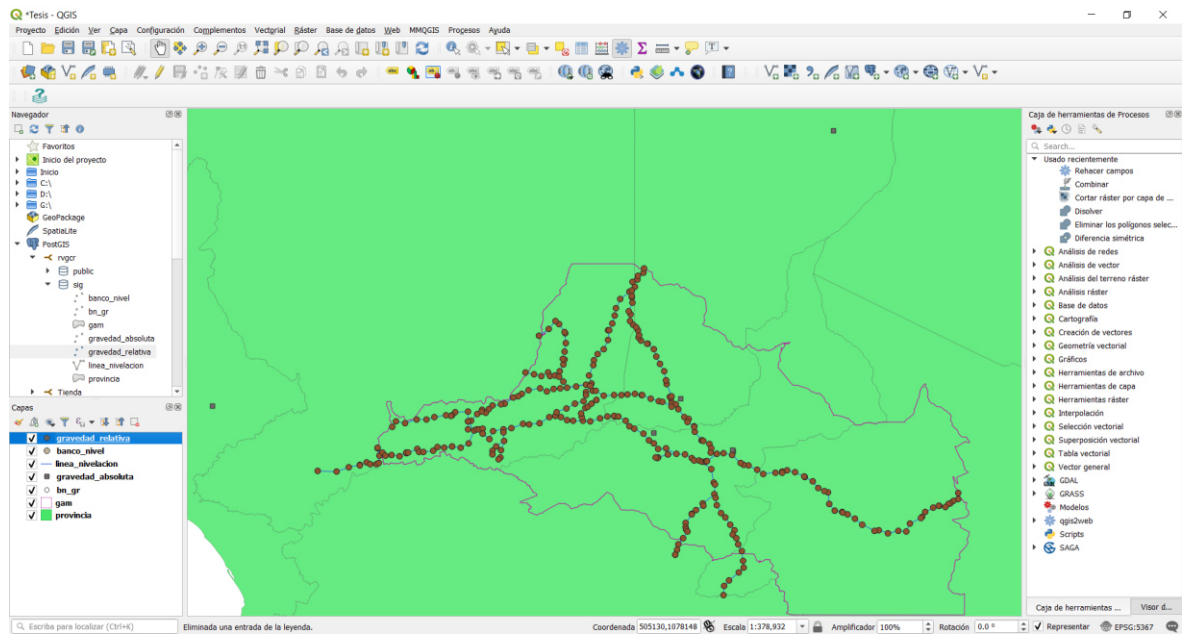 *Tesis - QGIS
Proyecto Edición Ver Capa Configuración Complementos Vectorial Ráster Base de datos Web MMQGIS Procesos Ayuda
Navegador
Favoritos
Inicio del proyecto
Inicio
C:\
D:\
G:\
GeoPackage
SpatiaLite
PostGIS
rvgcr
public
sig
banco_nivel
bn_gr
gam
gravedad_absoluta
gravedad_relativa
linea_nivelacion
provincia
Tienda
Capas
gravedad_relativa
banco_nivel
linea_nivelacion
gravedad_absoluta
bn_gr
gam
provincia
Caja de herramientas de Procesos
Search...
Usado recientemente
Rehacer campos
Combinar
Cortar ráster por capa de ...
Disolver
Eliminar los polígonos selec...
Diferencia simétrica
Análisis de redes
Análisis de vector
Análisis del terreno ráster
Análisis ráster
Base de datos
Cartografía
Creación de vectores
Geometría vectorial
Gráficos
Herramientas de archivo
Herramientas de capa
Herramientas ráster
Interpolación
Selección vectorial
Superposición vectorial
Tabla vectorial
Vector general
GDAL
GRASS
Modelos
qgis2web
Scripts
SAGA
Caja de herramientas ... Visor d...
Escriba para localizar (Ctrl+K) Eliminada una entrada de la leyenda. Coordenada 505130,1078148 Escala 1:378,932 Amplificador 100% Rotación 0.0 ° Representar EPSG:5367